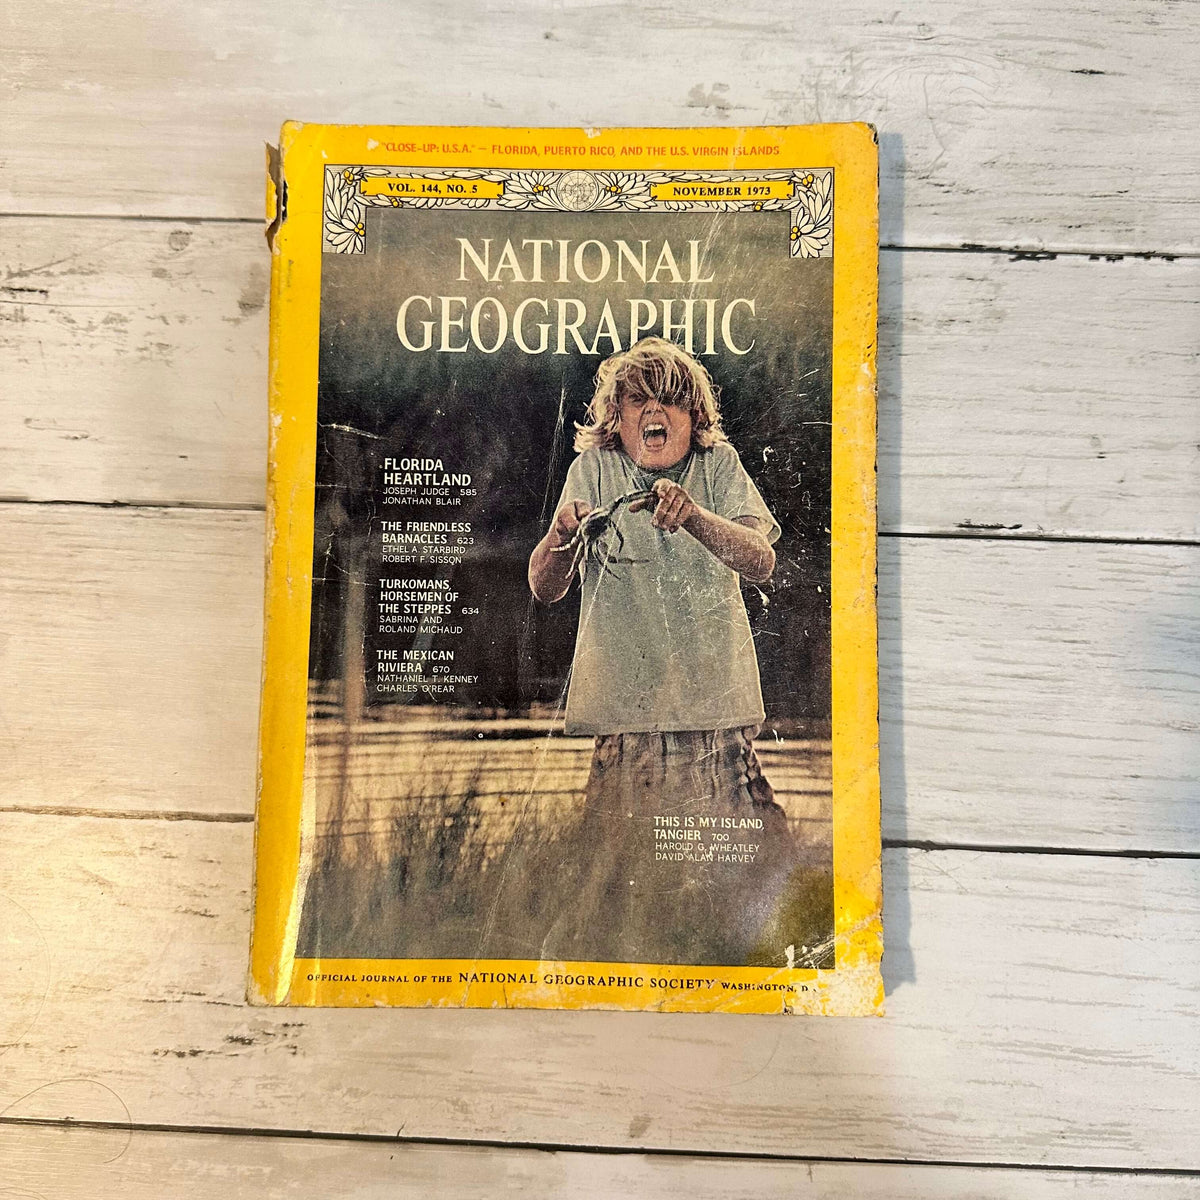 "CLOSE-UP: U.S.A." — FLORIDA, PUERTO RICO, AND THE U.S. VIRGIN ISLANDS
VOL. 144, NO. 5
NOVEMBER 1973
NATIONAL
GEOGRAPHIC
FLORIDA
HEARTLAND
JOSEPH JUDGE 585
JONATHAN BLAIR
THE FRIENDLESS
BARNACLES 623
ETHEL A. STARBIRD
ROBERT F. SISSON
TURKOMANS,
HORSEMEN OF
THE STEPPES 634
SABRINA AND
ROLAND MICHAUD
THE MEXICAN
RIVIERA 670
NATHANIEL T. KENNEY
CHARLES O'REAR
THIS IS MY ISLAND,
TANGIER 700
HAROLD G. WHEATLEY
DAVID ALAN HARVEY
OFFICIAL JOURNAL OF THE NATIONAL GEOGRAPHIC SOCIETY WASHINGTON, D.